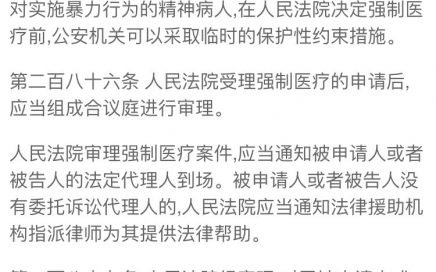 对实施暴力行为的精神病人,在人民法院决定强制医
疗前,公安机关可以采取临时的保护性约束措施。
第二百八十六条 人民法院受理强制医疗的申请后,
应当组成合议庭进行审理。
人民法院审理强制医疗案件,应当通知被申请人或者
被告人的法定代理人到场。被申请人或者被告人没
有委托诉讼代理人的,人民法院应当通知法律援助机
构指派律师为其提供法律帮助。